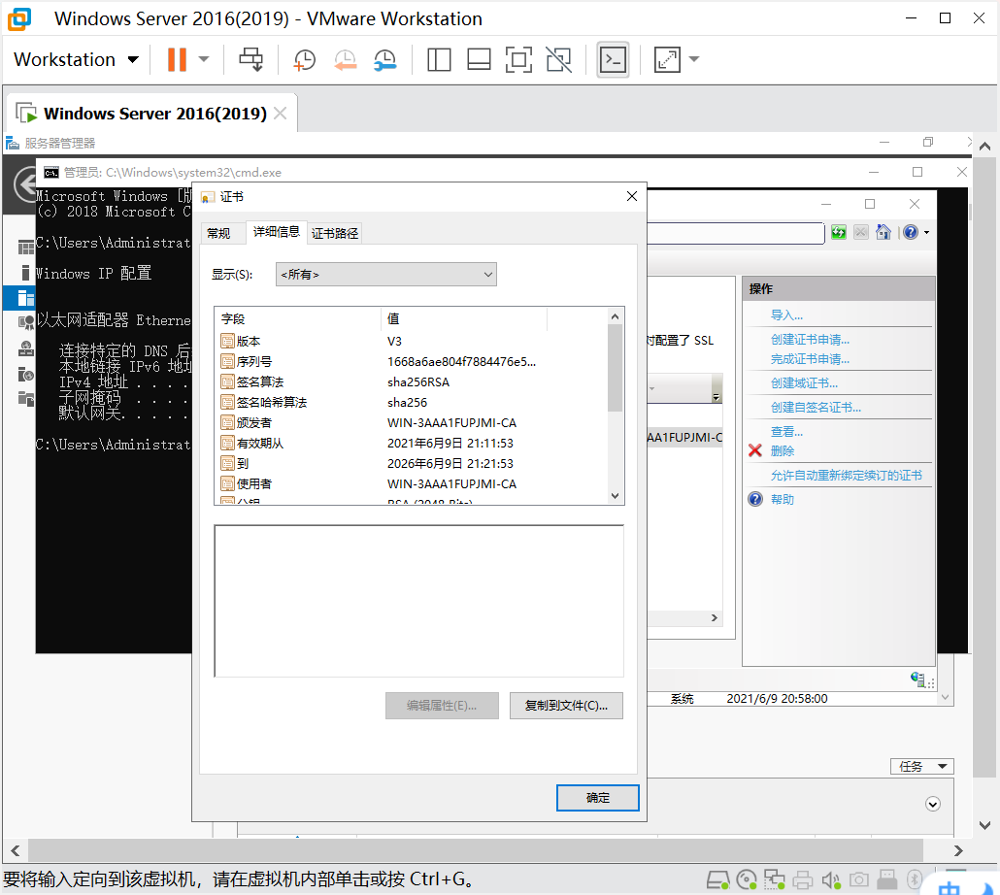 Windows Server 2016(2019) - VMware Workstation
Workstation
Windows Server 2016(2019)
服务器管理器
管理员: C:\Windows\system32\cmd.exe
Microsoft Windows [版
(c) 2018 Microsoft C
C:\Users\Administrat
Windows IP 配置
以太网适配器 Etherne
连接特定的 DNS 后
本地链接 IPv6 地址
IPv4 地址 . . . .
子网掩码 . . . .
默认网关. . . . .
C:\Users\Administrat
证书
常规
详细信息
证书路径
显示(S):
<所有>
字段 值
版本 V3
序列号 1668a6ae804f7884476e5...
签名算法 sha256RSA
签名哈希算法 sha256
颁发者 WIN-3AAA1FUPJMI-CA
有效期从 2021年6月9日 21:11:53
到 2026年6月9日 21:21:53
使用者 WIN-3AAA1FUPJMI-CA
公钥 RSA (2048 Bits)
编辑属性(E)...
复制到文件(C)...
确定
对配置了 SSL
AA1FUPJMI-C
操作
导入...
创建证书申请...
完成证书申请...
创建域证书...
创建自签名证书...
查看...
删除
允许自动重新绑定续订的证书
帮助
系统 2021/6/9 20:58:00
任务
要将输入定向到该虚拟机，请在虚拟机内部单击或按 Ctrl+G。
中